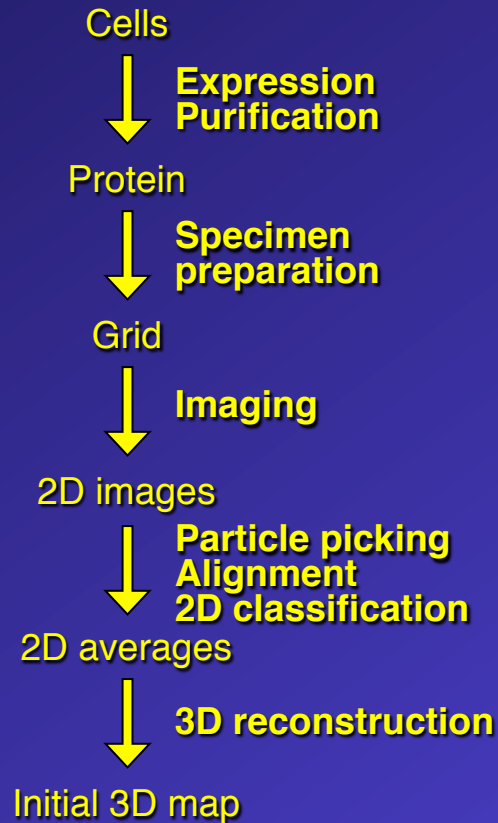 Cells
Expression
Purification
Protein
Specimen
preparation
Grid
Imaging
2D images
Particle picking
Alignment
2D classification
2D averages
3D reconstruction
Initial 3D map